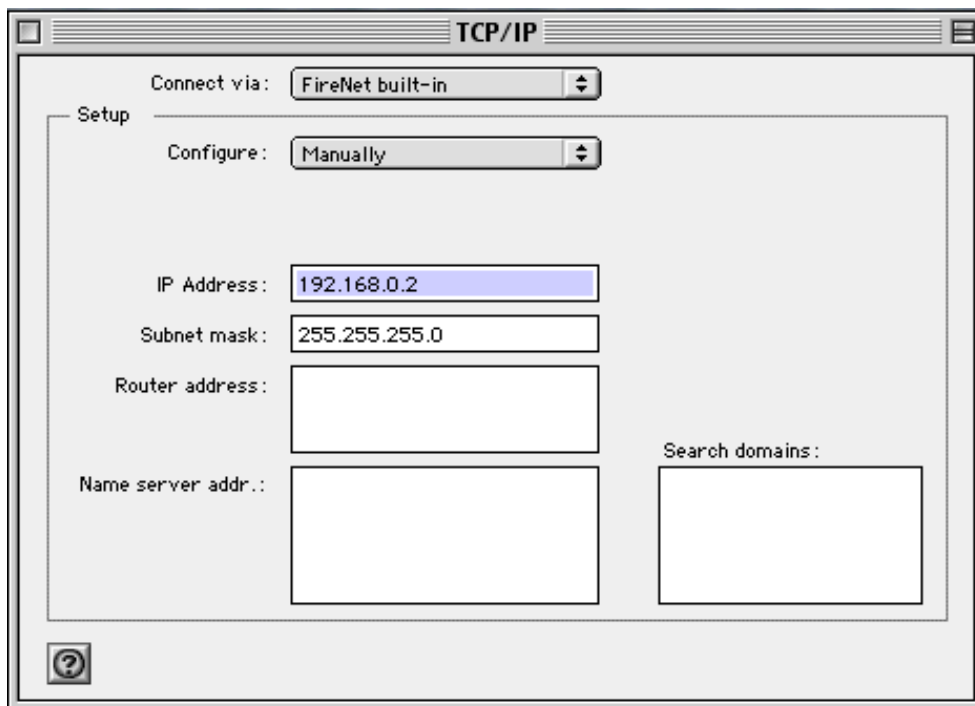 TCP/IP
Connect via: FireNet built-in
Setup
Configure: Manually
IP Address: 192.168.0.2
Subnet mask: 255.255.255.0
Router address:
Search domains:
Name server addr.: